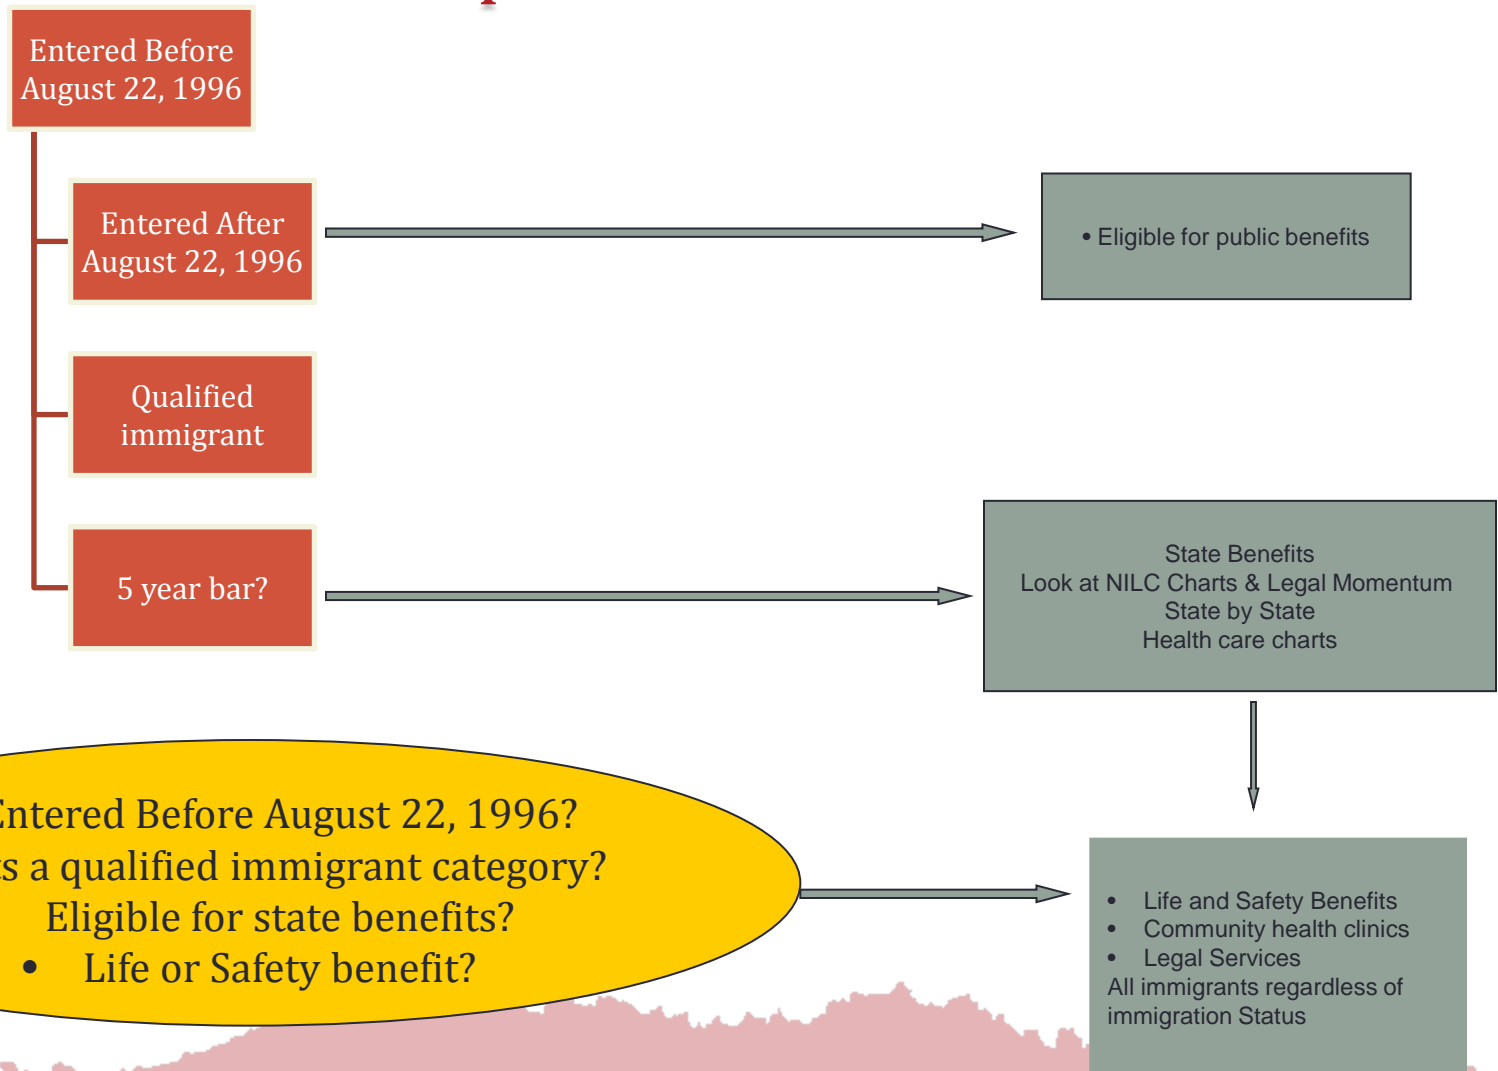 Entered Before
August 22, 1996
Entered After
August 22, 1996
• Eligible for public benefits
Qualified
immigrant
5 year bar?
State Benefits
Look at NILC Charts & Legal Momentum
State by State
Health care charts
Entered Before August 22, 1996?
a qualified immigrant category?
Eligible for state benefits?
• Life or Safety benefit?
• Life and Safety Benefits
• Community health clinics
• Legal Services
All immigrants regardless of
immigration Status